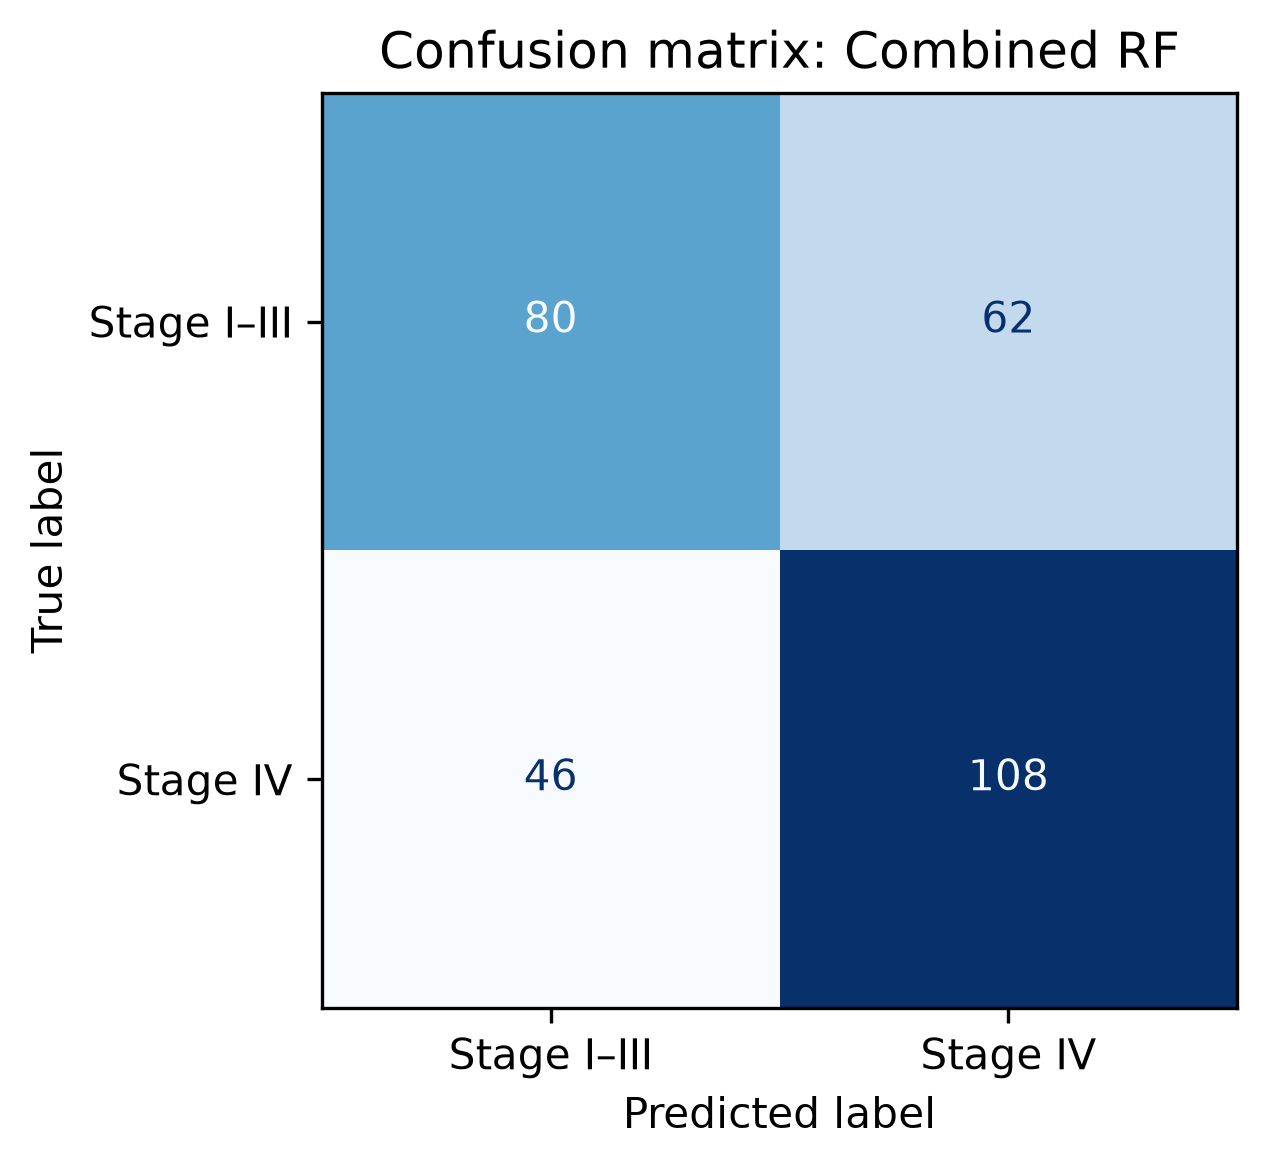 Confusion matrix: Combined RF
True label
Stage I–III
80
62
Stage IV
46
108
Stage I–III
Stage IV
Predicted label